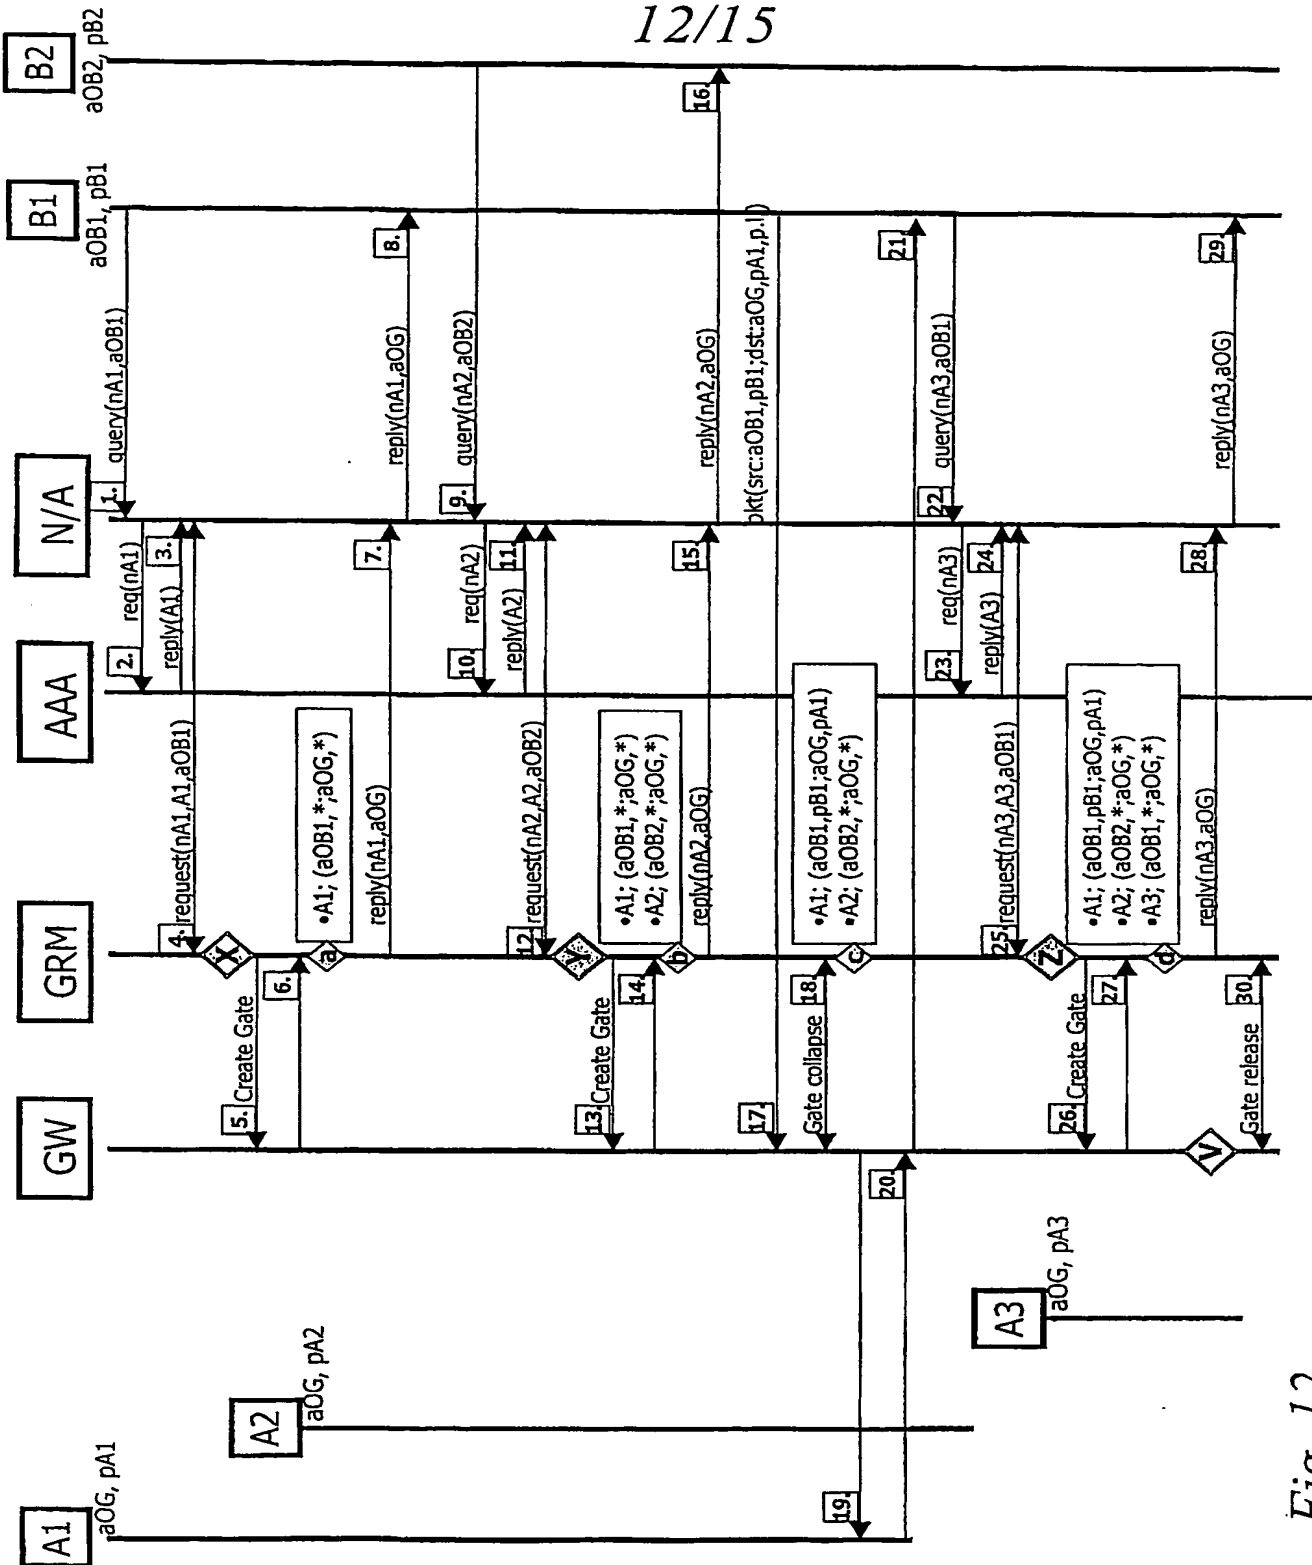 12/15
A1
aOG, pA1
A2
aOG, pA2
A3
aOG, pA3
GW
GRM
AAA
N/A
B1
aOB1, pB1
B2
aOB2, pB2
1.
query(nA1,aOB1)
2.
req(nA1)
3.
reply(A1)
4.
request(nA1,A1,aOB1)
X
5.
Create Gate
6.
a
•A1; (aOB1,*;aOG,*)
7.
reply(nA1,aOG)
8.
reply(nA1,aOG)
9.
query(nA2,aOB2)
10.
req(nA2)
11.
reply(A2)
12.
request(nA2,A2,aOB2)
Y
13.
Create Gate
14.
b
•A1; (aOB1,*;aOG,*)
•A2; (aOB2,*;aOG,*)
15.
reply(nA2,aOG)
16.
reply(nA2,aOG)
17.
pkt(src:aOB1,pB1;dst:aOG,pA1,p.I.)
18.
Gate collapse
c
•A1; (aOB1,pB1;aOG,pA1)
•A2; (aOB2,*;aOG,*)
19.
20.
21.
22.
query(nA3,aOB1)
23.
req(nA3)
24.
reply(A3)
25.
request(nA3,A3,aOB1)
Z
26.
Create Gate
27.
d
•A1; (aOB1,pB1;aOG,pA1)
•A2; (aOB2,*;aOG,*)
•A3; (aOB1,*;aOG,*)
28.
reply(nA3,aOG)
29.
reply(nA3,aOG)
V
30.
Gate release
Fig. 12